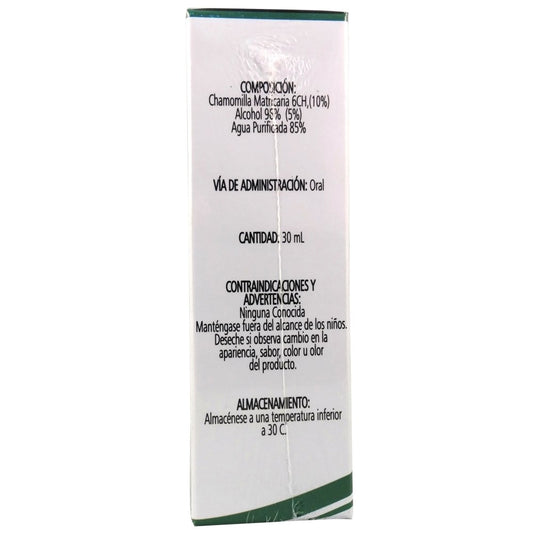 COMPOSICIÓN:
Chamomilla Matricaria 6CH,(10%)
Alcohol 96% (5%)
Agua Purificada 85%
VÍA DE ADMINISTRACIÓN: Oral
CANTIDAD: 30 mL
CONTRAINDICACIONES Y
ADVERTENCIAS:
Ninguna Conocida
Manténgase fuera del alcance de los niños.
Deseche si observa cambio en la
apariencia, sabor, color u olor
del producto.
ALMACENAMIENTO:
Almacénese a una temperatura inferior
a 30 C.